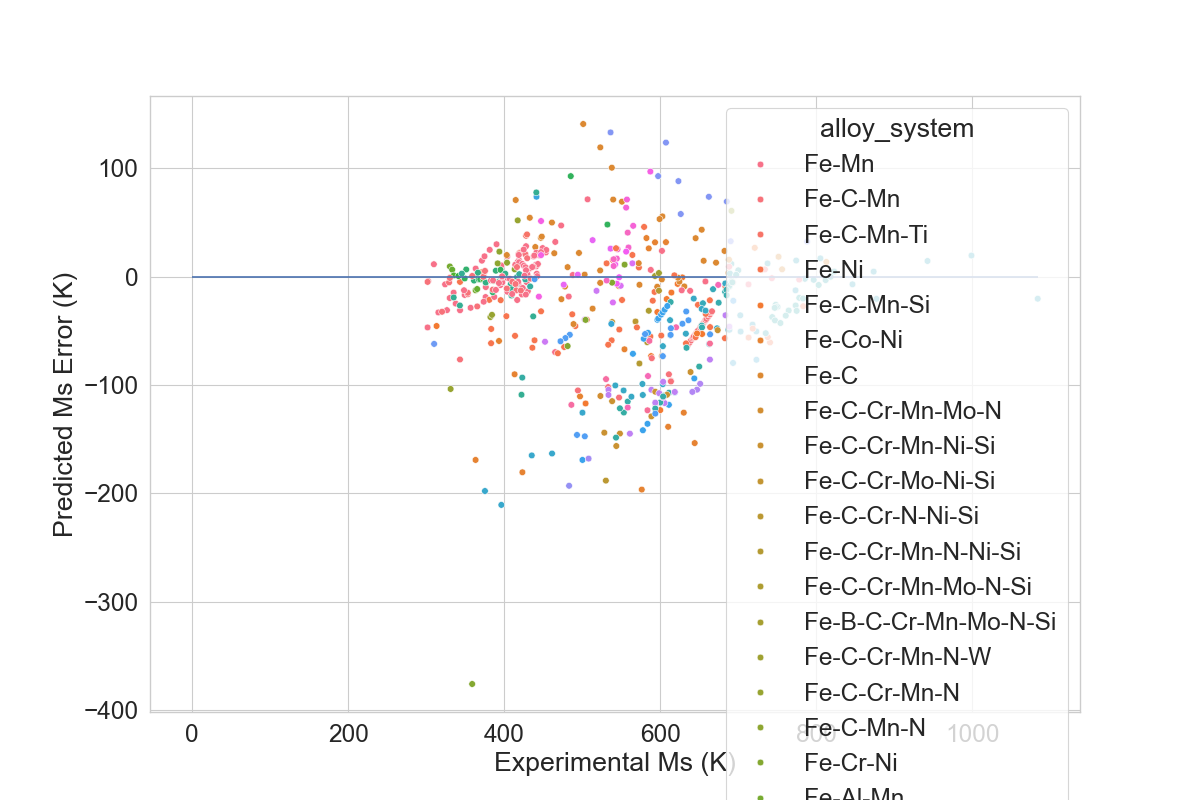 alloy_system
Fe-Mn
Fe-C-Mn
Fe-C-Mn-Ti
Fe-Ni
Fe-C-Mn-Si
Fe-Co-Ni
Fe-C
Fe-C-Cr-Mn-Mo-N
Fe-C-Cr-Mn-Ni-Si
Fe-C-Cr-Mo-Ni-Si
Fe-C-Cr-N-Ni-Si
Fe-C-Cr-Mn-N-Ni-Si
Fe-C-Cr-Mn-Mo-N-Si
Fe-B-C-Cr-Mn-Mo-N-Si
Fe-C-Cr-Mn-N-W
Fe-C-Cr-Mn-N
Fe-C-Mn-N
Fe-Cr-Ni
Fe-Al-Mn
100
0
−100
−200
−300
−400
Predicted Ms Error (K)
0 200 400 600 800 1000
Experimental Ms (K)